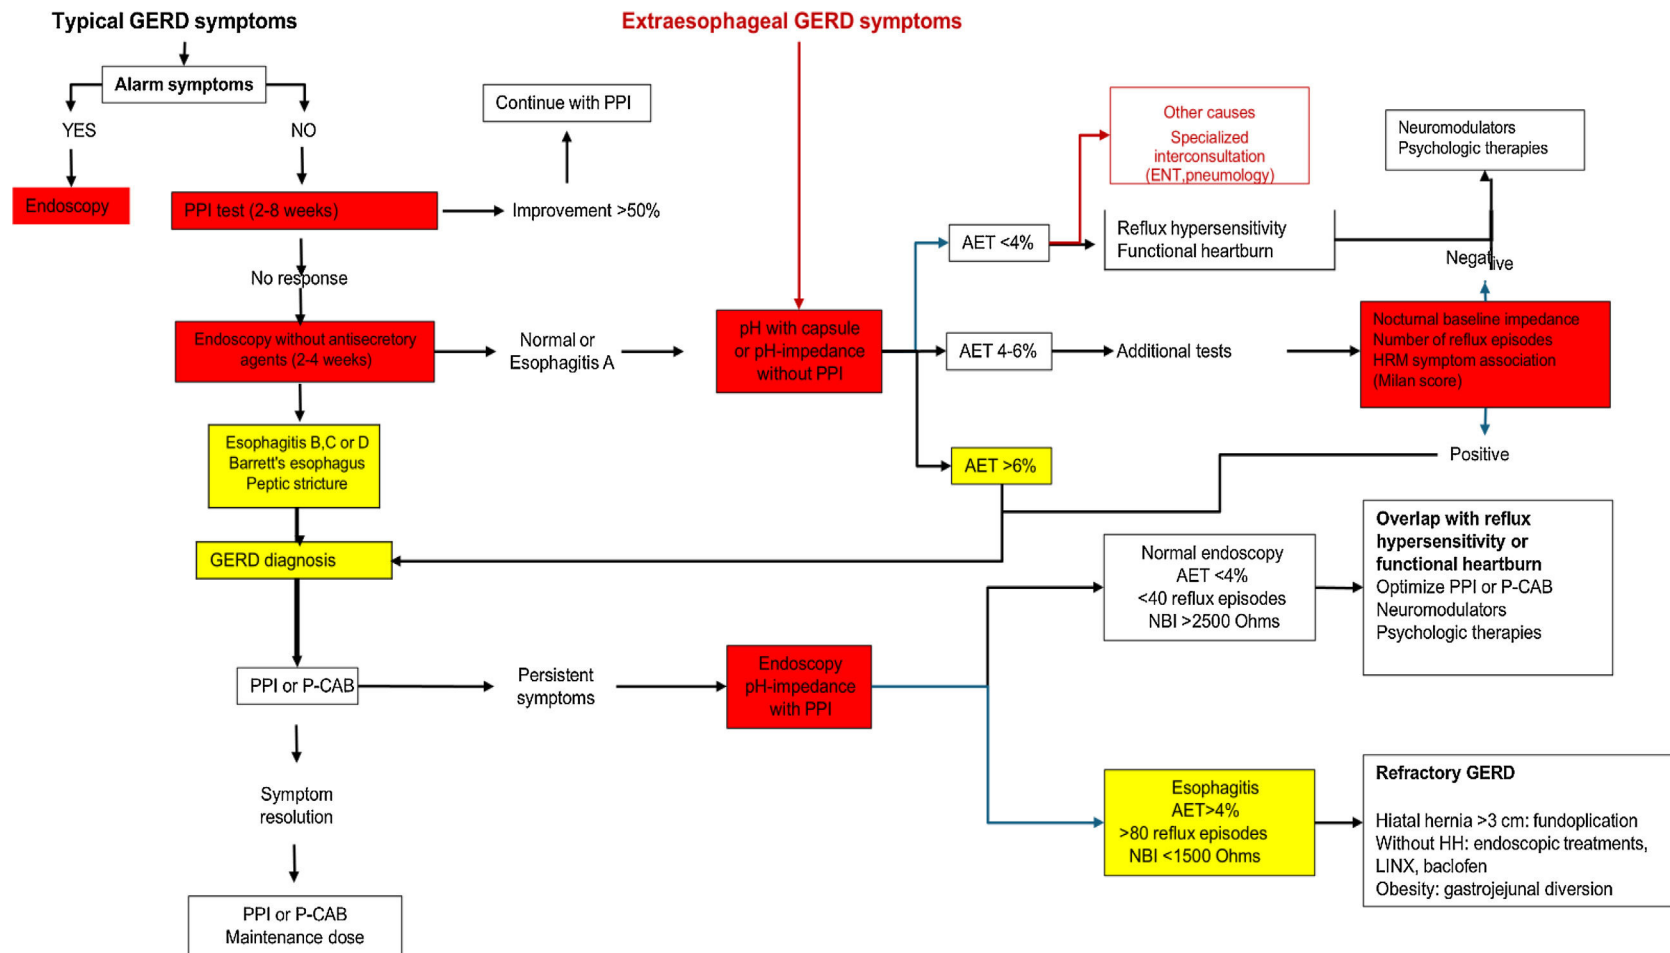 Typical GERD symptoms
Extraesophageal GERD symptoms
Alarm symptoms
YES
NO
Endoscopy
PPI test (2-8 weeks)
Improvement >50%
Continue with PPI
No response
Endoscopy without antisecretory
agents (2-4 weeks)
Normal or
Esophagitis A
pH with capsule
or pH-impedance
without PPI
AET <4%
Other causes
Specialized
interconsultation
(ENT,pneumology)
Reflux hypersensitivity
Functional heartburn
Neuromodulators
Psychologic therapies
Negative
AET 4-6%
Additional tests
Nocturnal baseline impedance
Number of reflux episodes
HRM symptom association
(Milan score)
Positive
AET >6%
Esophagitis B,C or D
Barrett's esophagus
Peptic stricture
GERD diagnosis
PPI or P-CAB
Persistent
symptoms
Endoscopy
pH-impedance
with PPI
Normal endoscopy
AET <4%
<40 reflux episodes
NBI >2500 Ohms
Overlap with reflux
hypersensitivity or
functional heartburn
Optimize PPI or P-CAB
Neuromodulators
Psychologic therapies
Esophagitis
AET>4%
>80 reflux episodes
NBI <1500 Ohms
Refractory GERD
Hiatal hernia >3 cm: fundoplication
Without HH: endoscopic treatments,
LINX, baclofen
Obesity: gastrojejunal diversion
Symptom
resolution
PPI or P-CAB
Maintenance dose